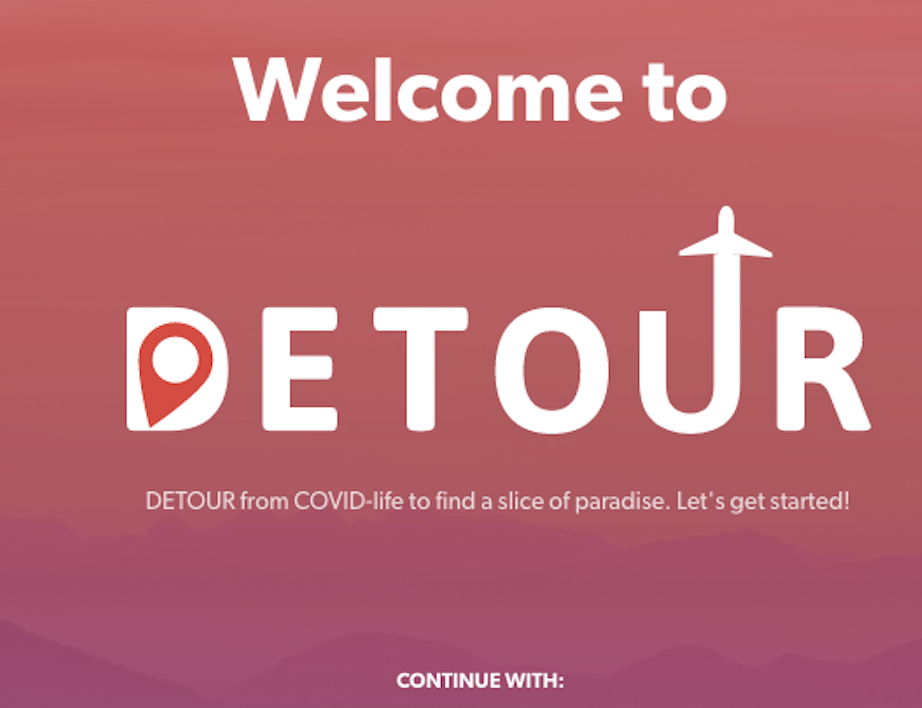 Welcome to
DETOUR
DETOUR from COVID-life to find a slice of paradise. Let's get started!
CONTINUE WITH: